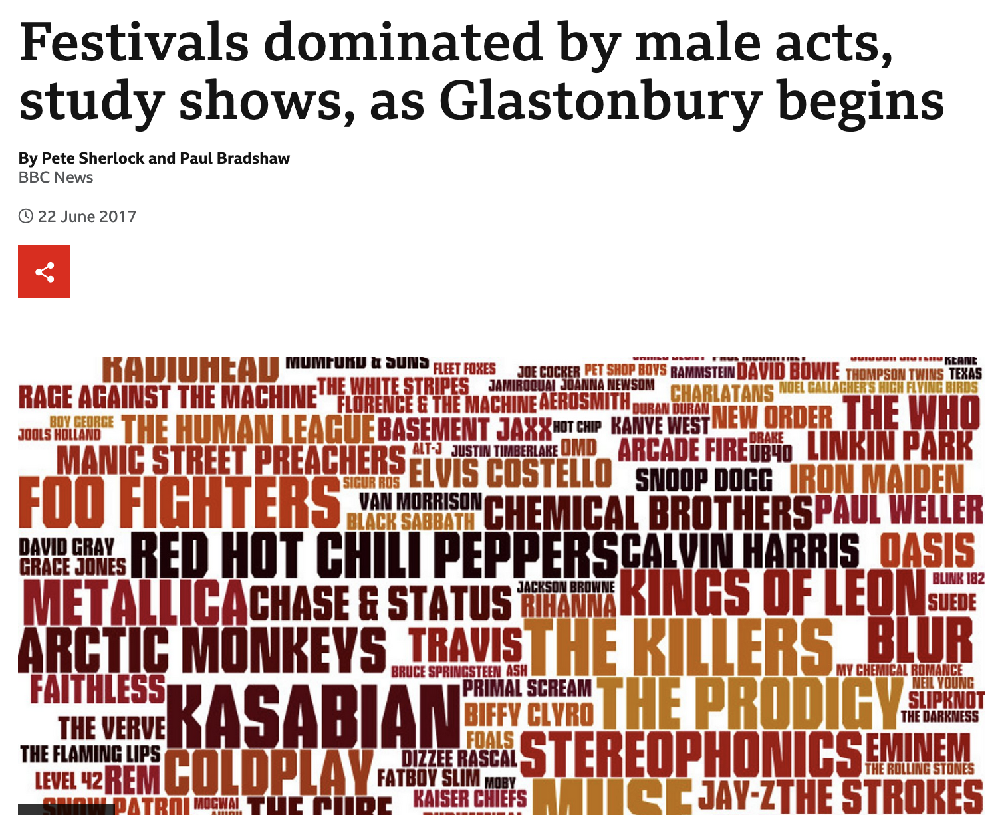 Festivals dominated by male acts,
study shows, as Glastonbury begins
By Pete Sherlock and Paul Bradshaw
BBC News
22 June 2017
RADIOHEAD MUMFORD & SONS FLEET FOXES JOE COCKER PET SHOP BOYS RAMMSTEIN DAVID BOWIE THOMPSON TWINS KEANE TEXAS
RAGE AGAINST THE MACHINE THE WHITE STRIPES JAMIROQUAI JOANNA NEWSOM CHARLATANS NOEL GALLAGHER'S HIGH FLYING BIRDS
FLORENCE & THE MACHINE AEROSMITH DURAN DURAN NEW ORDER THE WHO
BOY GEORGE
JOOLS HOLLAND THE HUMAN LEAGUE BASEMENT JAXX HOT CHIP KANYE WEST
MANIC STREET PREACHERS ALT-J JUSTIN TIMBERLAKE OMD ARCADE FIRE DRAKE UB40 LINKIN PARK
FOO FIGHTERS SIGUR ROS ELVIS COSTELLO SNOOP DOGG IRON MAIDEN
VAN MORRISON
BLACK SABBATH CHEMICAL BROTHERS PAUL WELLER
DAVID GRAY
GRACE JONES RED HOT CHILI PEPPERS CALVIN HARRIS OASIS
METALLICA CHASE & STATUS JACKSON BROWNE RIHANNA KINGS OF LEON BLINK 182 SUEDE
ARCTIC MONKEYS TRAVIS THE KILLERS BLUR
BRUCE SPRINGSTEEN ASH MY CHEMICAL ROMANCE
FAITHLESS KASABIAN PRIMAL SCREAM THE PRODIGY NEIL YOUNG SLIPKNOT
THE VERVE BIFFY CLYRO THE DARKNESS
FOALS
THE FLAMING LIPS COLDPLAY DIZZEE RASCAL STEREOPHONICS EMINEM
LEVEL 42 REM FATBOY SLIM MOBY THE ROLLING STONES
KAISER CHIEFS MUSE JAY-Z THE STROKES
SNOW PATROL MOGWAI THE CURE